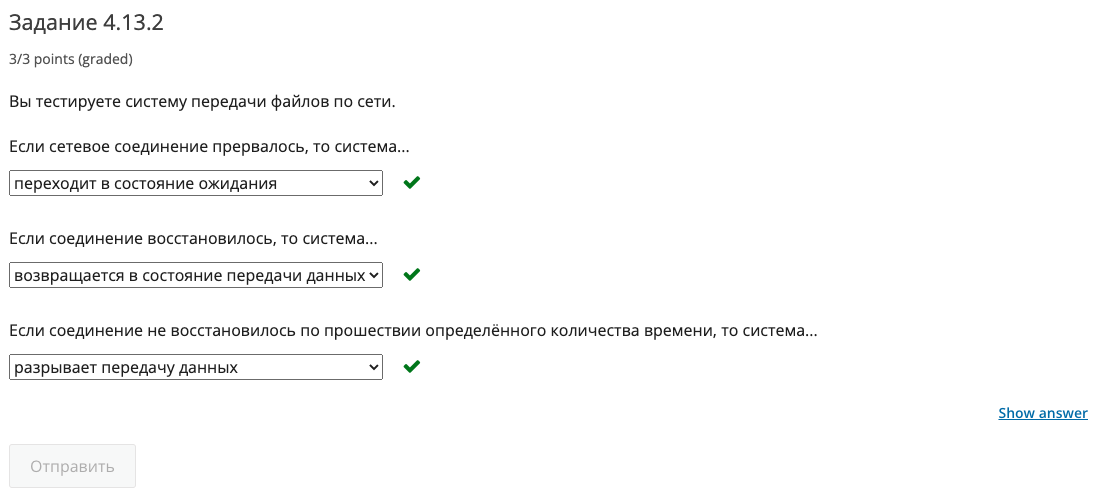 Задание 4.13.2
3/3 points (graded)
Вы тестируете систему передачи файлов по сети.
Если сетевое соединение прервалось, то система...
переходит в состояние ожидания
Если соединение восстановилось, то система...
возвращается в состояние передачи данных
Если соединение не восстановилось по прошествии определённого количества времени, то система...
разрывает передачу данных
Show answer
Отправить